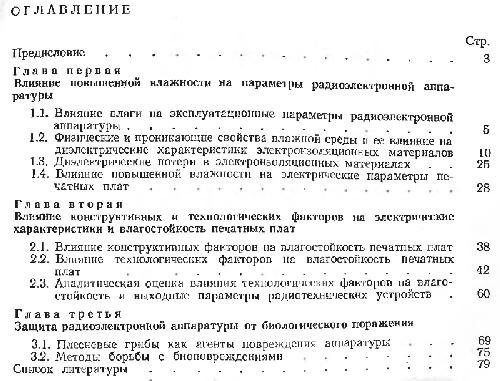 ОГЛАВЛЕНИЕ
Стр.
Предисловие . . . . . . . . . . . . . . 3
Глава первая
Влияние повышенной влажности на параметры радиоэлектронной аппа-
ратуры
1.1. Влияние влаги на эксплуатационные параметры радиоэлектронной
аппаратуры . . . . . . . . . . . . 5
1.2. Физические и проникающие свойства влажной среды и ее влияние на
диэлектрические характеристики электроизоляционных материалов 10
1.3. Диэлектрические потери в электроизоляционных материалах . . 25
1.4. Влияние повышенной влажности на электрические параметры пе-
чатных плат . . . . . . . . . . . . 28
Глава вторая
Влияние конструктивных и технологических факторов на электрические
характеристики и влагостойкость печатных плат
2.1. Влияние конструктивных факторов на влагостойкость печатных плат 38
2.2. Влияние технологических факторов на влагостойкость печатных
плат . . . . . . . . . . . . . 42
2.3. Аналитическая оценка влияния технологических факторов на влаго-
стойкость и выходные параметры радиотехнических устройств . 60
Глава третья
Защита радиоэлектронной аппаратуры от биологического поражения
3.1. Плесневые грибы как агенты повреждения аппаратуры . . . 69
3.2. Методы борьбы с биоповреждениями . . . . . . . 75
Список литературы . . . . . . . . . . . . 79